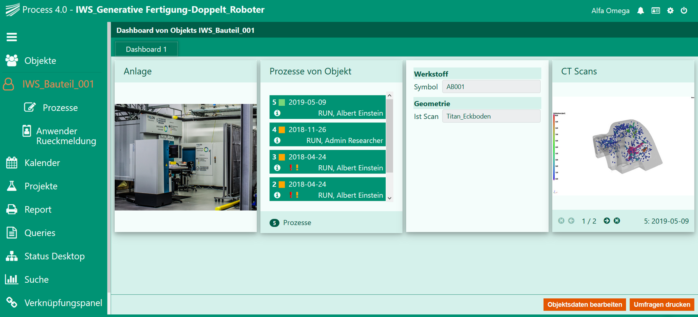 Process 4.0 - IWS_Generative Fertigung-Doppelt_Roboter
Alfa Omega
Dashboard von Objekts IWS_Bauteil_001
Dashboard 1
Objekte
IWS_Bauteil_001
Prozesse
Anwender
Rueckmeldung
Kalender
Projekte
Report
Queries
Status Desktop
Suche
Verknüpfungspanel
Anlage
Prozesse von Objekt
5 2019-05-09
RUN, Albert Einstein
4 2018-11-26
RUN, Admin Researcher
3 2018-04-24
! ! RUN, Albert Einstein
2 2018-04-24
! ! RUN, Albert Einstein
5 Prozesse
Werkstoff
Symbol AB001
Geometrie
Ist Scan Titan_Eckboden
CT Scans
1 / 2
5: 2019-05-09
Objektsdaten bearbeiten
Umfragen drucken